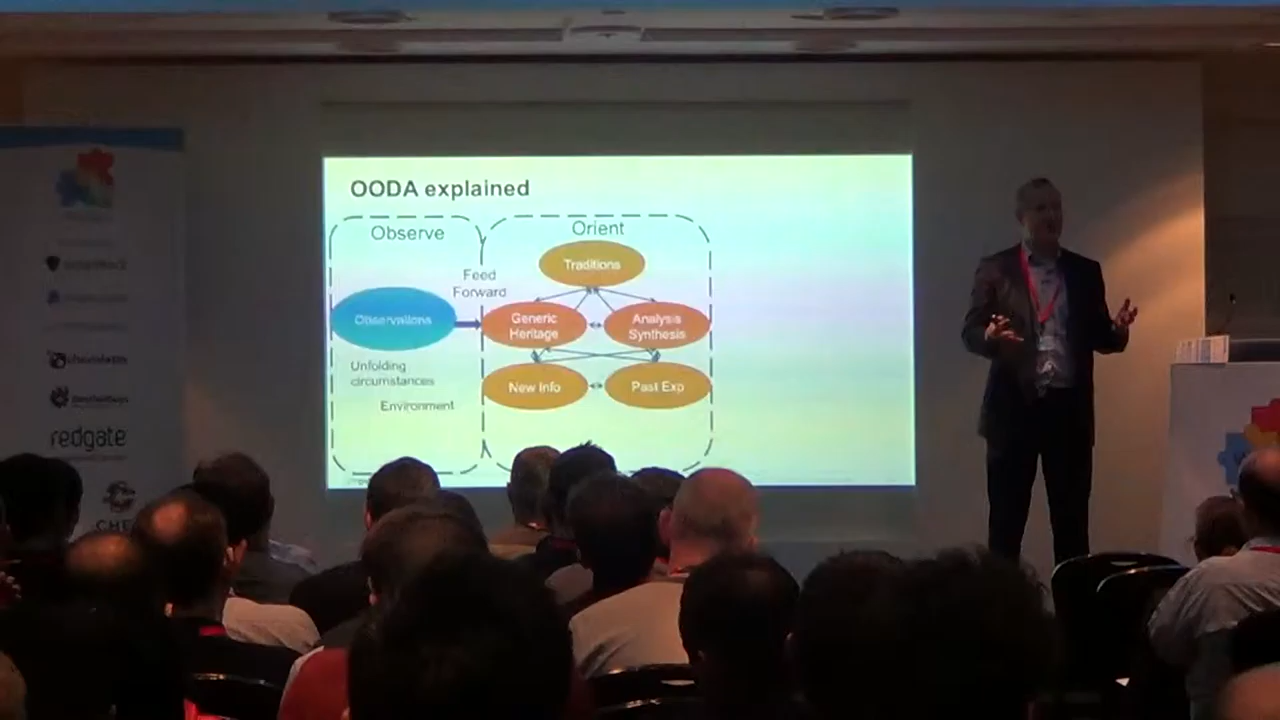 OODA explained
Observe
Orient
Traditions
Feed
Forward
Observations
Generic
Heritage
Analysis
Synthesis
Unfolding
circumstances
New Info
Past Exp
Environment
redgate
CHE